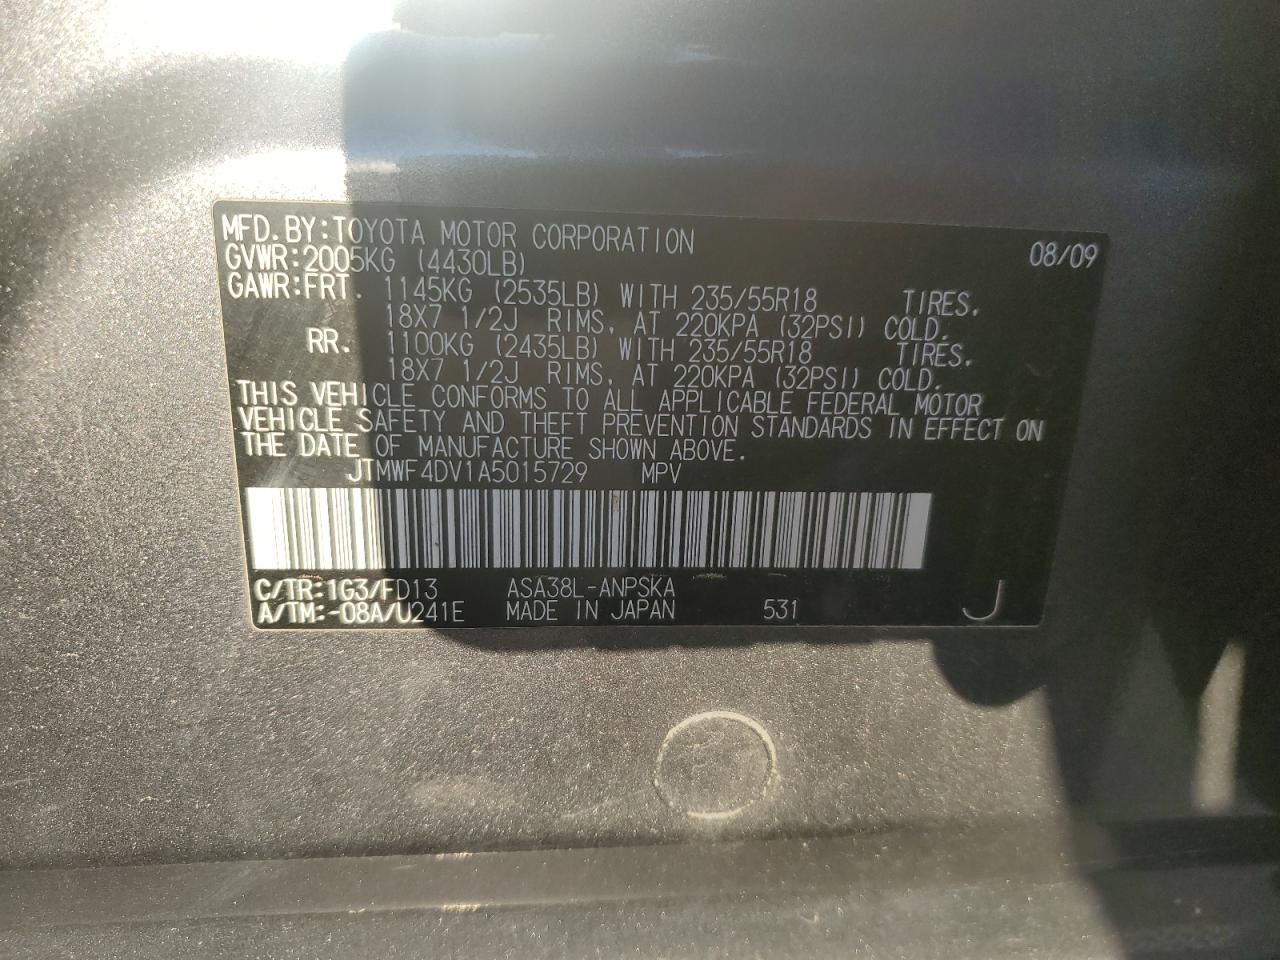 MFD. BY: TOYOTA MOTOR CORPORATION 08/09
GVWR: 2005KG (4430LB)
GAWR: FRT. 1145KG (2535LB) WITH 235/55R18 TIRES,
18X7 1/2J RIMS, AT 220KPA (32PSI) COLD.
RR. 1100KG (2435LB) WITH 235/55R18 TIRES,
18X7 1/2J RIMS, AT 220KPA (32PSI) COLD.
THIS VEHICLE CONFORMS TO ALL APPLICABLE FEDERAL MOTOR
VEHICLE SAFETY AND THEFT PREVENTION STANDARDS IN EFFECT ON
THE DATE OF MANUFACTURE SHOWN ABOVE.
JTMWF4DV1A5015729 MPV
C/TR: 1G3/FD13 ASA38L-ANPSKA
A/TM: -08A/U241E MADE IN JAPAN 531 J